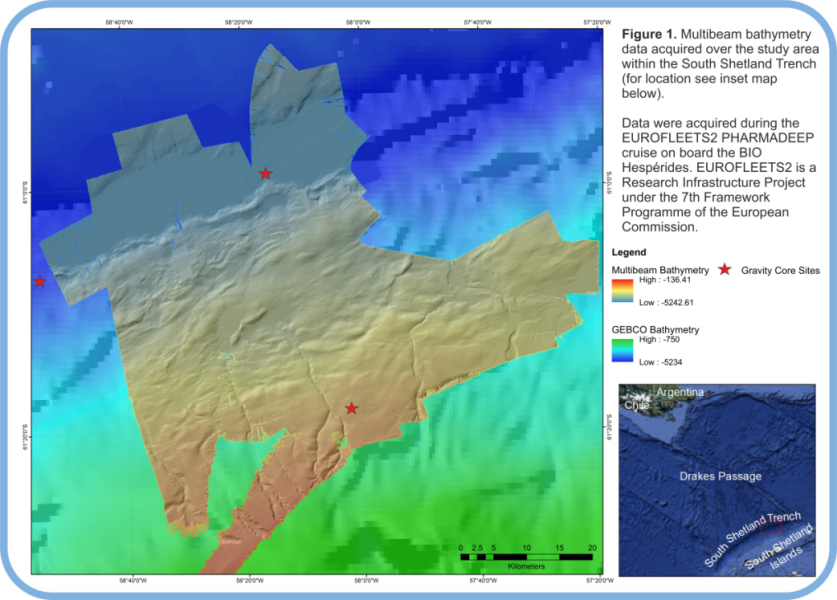 58°40'0"W
58°20'0"W
58°0'0"W
57°40'0"W
57°20'0"W
61°0'0"S
61°0'0"S
61°20'0"S
61°20'0"S
58°40'0"W
58°20'0"W
58°0'0"W
57°40'0"W
57°20'0"W
0 2.5 5 10 15 20
Kilometers
Figure 1. Multibeam bathymetry
data acquired over the study area
within the South Shetland Trench
(for location see inset map
below).
Data were acquired during the
EUROFLEETS2 PHARMADEEP
cruise on board the BIO
Hespérides. EUROFLEETS2 is a
Research Infrastructure Project
under the 7th Framework
Programme of the European
Commission.
Legend
Multibeam Bathymetry
High : -136.41
Low : -5242.61
Gravity Core Sites
GEBCO Bathymetry
High : -750
Low : -5234
Argentina
Chile
Drakes Passage
South Shetland Trench
South Shetland
Islands